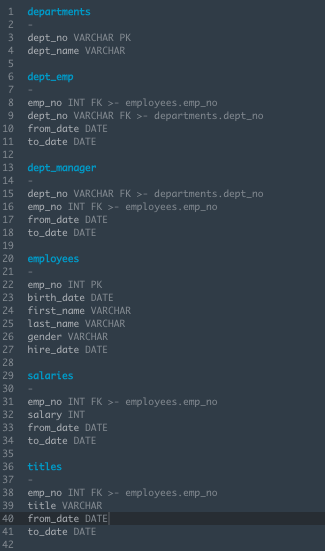 1 departments
2 -
3 dept_no VARCHAR PK
4 dept_name VARCHAR
5
6 dept_emp
7 -
8 emp_no INT FK >- employees.emp_no
9 dept_no VARCHAR FK >- departments.dept_no
10 from_date DATE
11 to_date DATE
12
13 dept_manager
14 -
15 dept_no VARCHAR FK >- departments.dept_no
16 emp_no INT FK >- employees.emp_no
17 from_date DATE
18 to_date DATE
19
20 employees
21 -
22 emp_no INT PK
23 birth_date DATE
24 first_name VARCHAR
25 last_name VARCHAR
26 gender VARCHAR
27 hire_date DATE
28
29 salaries
30 -
31 emp_no INT FK >- employees.emp_no
32 salary INT
33 from_date DATE
34 to_date DATE
35
36 titles
37 -
38 emp_no INT FK >- employees.emp_no
39 title VARCHAR
40 from_date DATE
41 to_date DATE
42